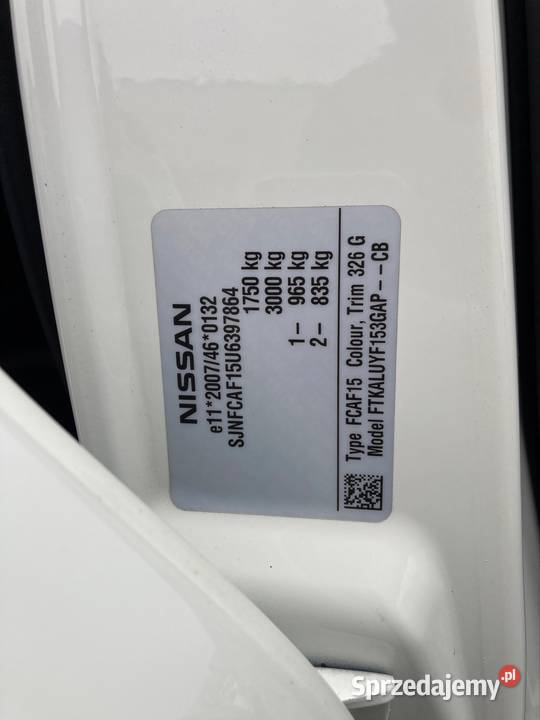 NISSAN
e11*2007/46*0132
SJNFCAF15U6397864
1750 kg
3000 kg
1– 965 kg
2– 835 kg
Type FCAF15 Colour, Trim 326 G
Model FTKALUYF153GAP––CB
Sprzedajemy.pl